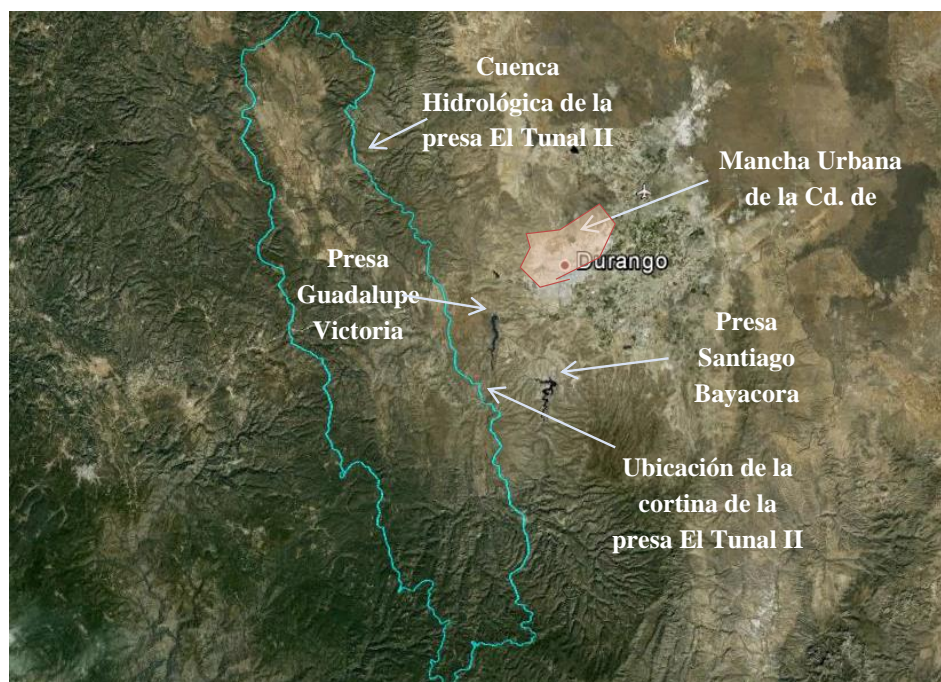 Cuenca
Hidrológica de la
presa El Tunal II
Mancha Urbana
de la Cd. de
Durango
Presa
Guadalupe
Victoria
Presa
Santiago
Bayacora
Ubicación de la
cortina de la
presa El Tunal II